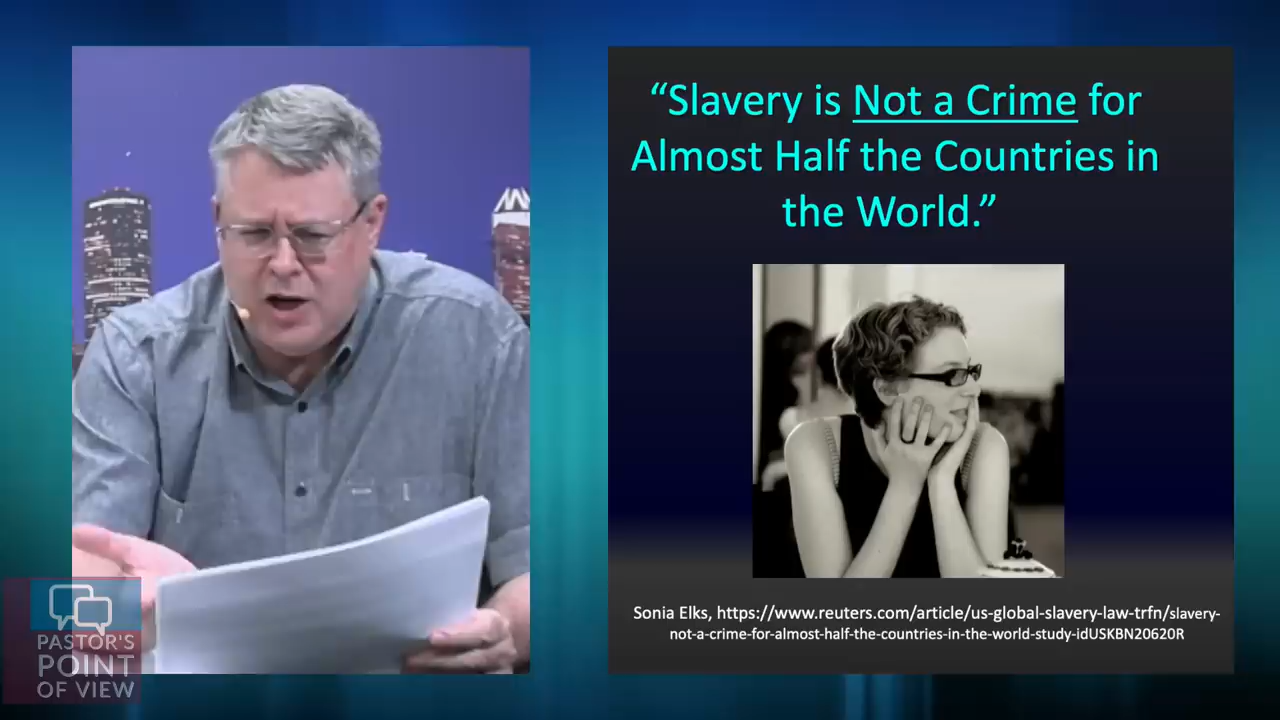 “Slavery is Not a Crime for
Almost Half the Countries in
the World.”
Sonia Elks, https://www.reuters.com/article/us-global-slavery-law-trfn/slavery-
not-a-crime-for-almost-half-the-countries-in-the-world-study-idUSKBN20620R
PASTOR'S
POINT
OF VIEW